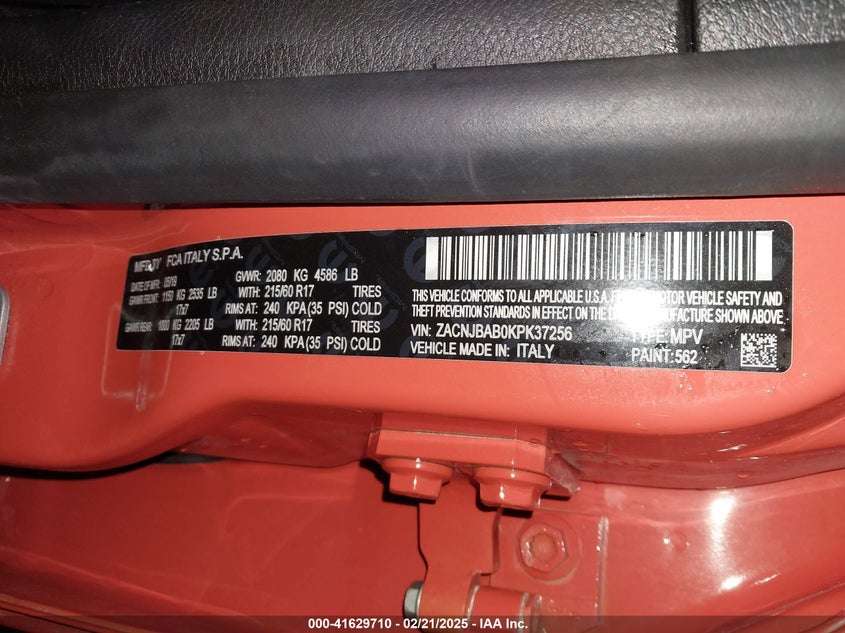 MFD BY FCA ITALY S.P.A.
DATE OF MFR: 05/19 GVWR: 2080 KG 4586 LB
GAWR FRONT: 1150 KG 2535 LB WITH: 215/60 R17 TIRES
17x7 RIMS AT: 240 KPA(35 PSI) COLD
GAWR REAR: 1000 KG 2205 LB WITH: 215/60 R17 TIRES
17x7 RIMS AT: 240 KPA(35 PSI) COLD
THIS VEHICLE CONFORMS TO ALL APPLICABLE U.S.A. FEDERAL MOTOR VEHICLE SAFETY AND
THEFT PREVENTION STANDARDS IN EFFECT ON THE DATE OF MANUFACTURE SHOWN ABOVE.
VIN: ZACNJBAB0KPK37256 TYPE: MPV
VEHICLE MADE IN: ITALY PAINT: 562
000-41629710 - 02/21/2025 - IAA Inc.